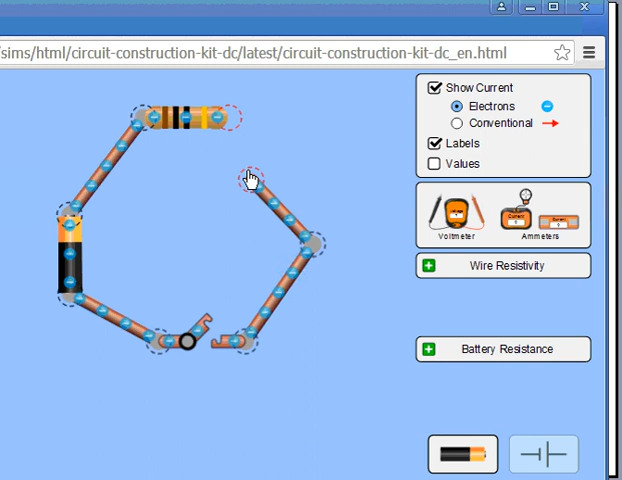 /sims/html/circuit-construction-kit-dc/latest/circuit-construction-kit-dc_en.html
Show Current
Electrons
Conventional
Labels
Values
Voltmeter
Ammeters
Wire Resistivity
Battery Resistance